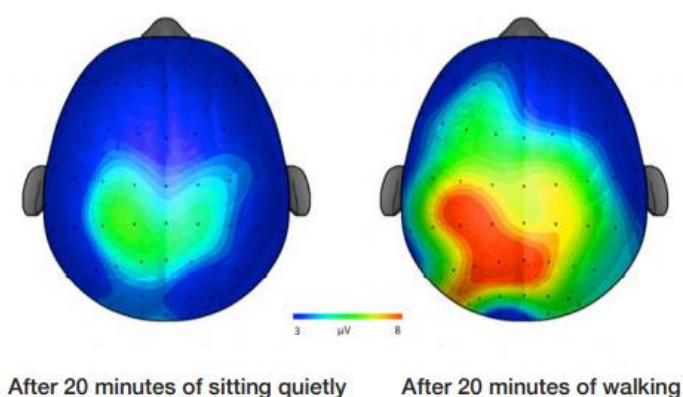 3 μV 8
After 20 minutes of sitting quietly
After 20 minutes of walking